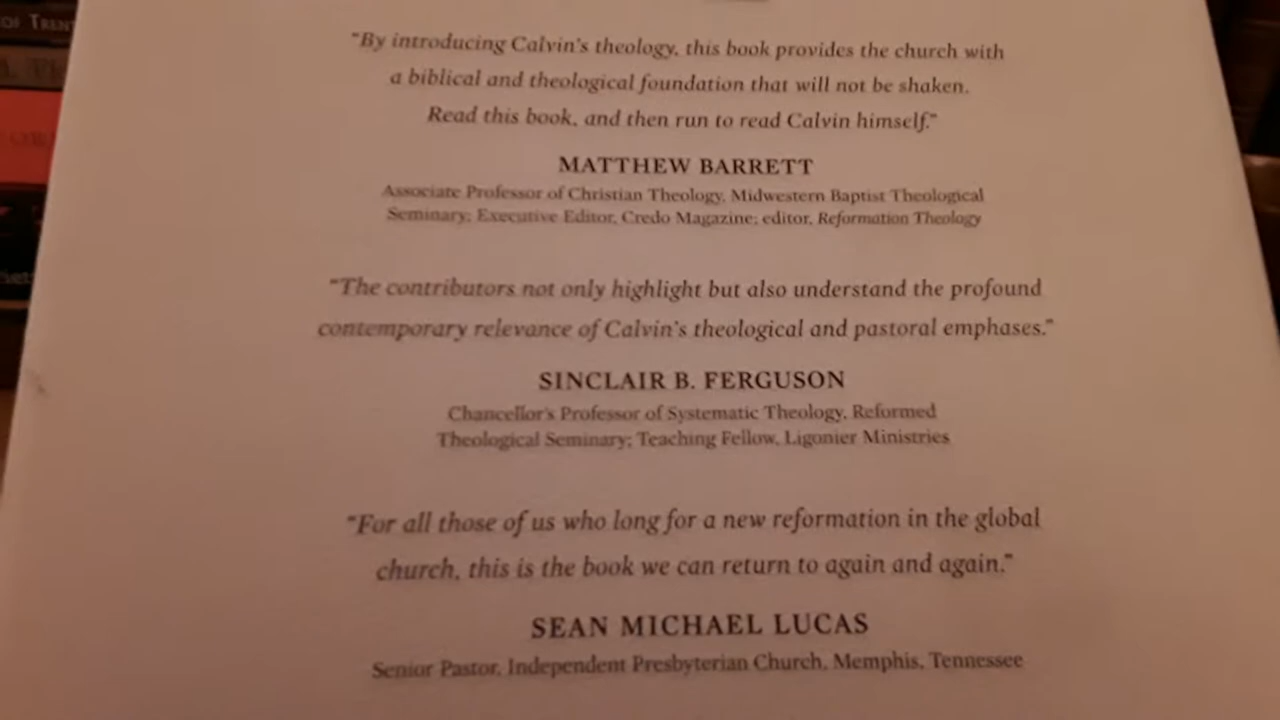 OF TRENT
"By introducing Calvin's theology, this book provides the church with
a biblical and theological foundation that will not be shaken.
Read this book, and then run to read Calvin himself."
MATTHEW BARRETT
Associate Professor of Christian Theology, Midwestern Baptist Theological
Seminary; Executive Editor, Credo Magazine; editor, Reformation Theology
"The contributors not only highlight but also understand the profound
contemporary relevance of Calvin's theological and pastoral emphases."
SINCLAIR B. FERGUSON
Chancellor's Professor of Systematic Theology, Reformed
Theological Seminary; Teaching Fellow, Ligonier Ministries
"For all those of us who long for a new reformation in the global
church, this is the book we can return to again and again."
SEAN MICHAEL LUCAS
Senior Pastor, Independent Presbyterian Church, Memphis, Tennessee